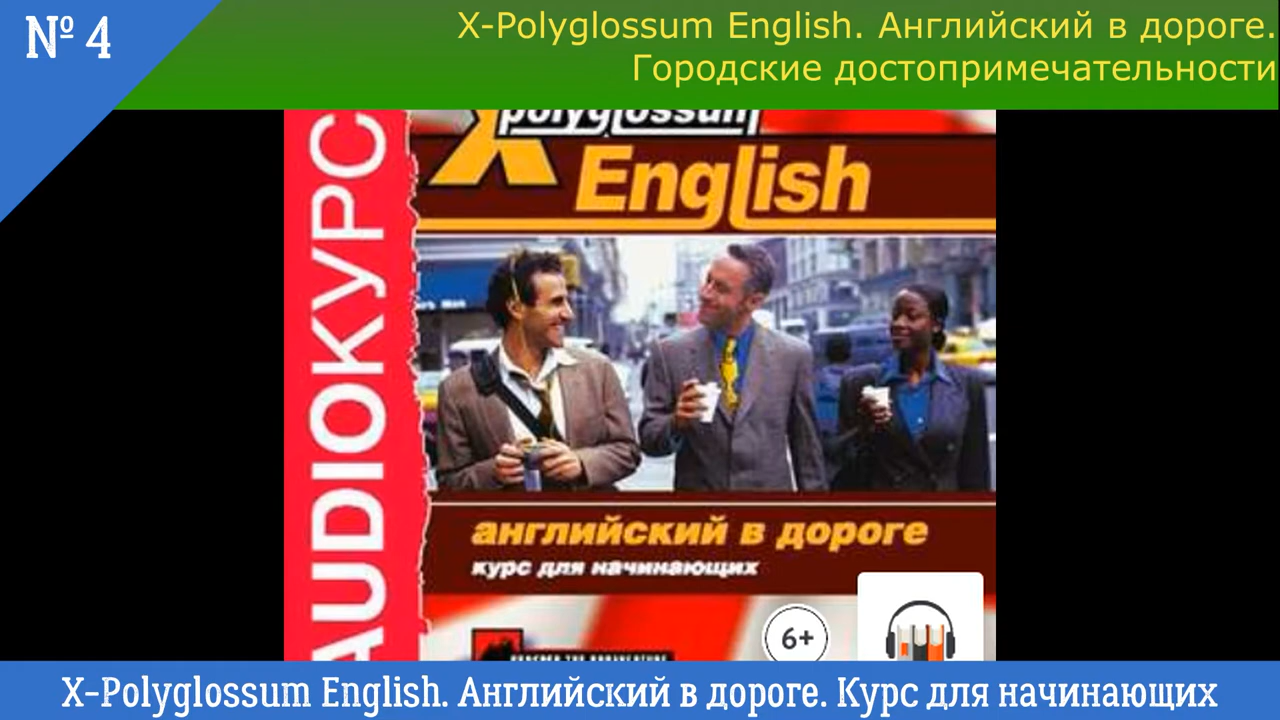 № 4
X-Polyglossum English. Английский в дороге.
Городские достопримечательности
AUDIOКУРС
X polyglossum
English
английский в дороге
курс для начинающих
6+
X-Polyglossum English. Английский в дороге. Курс для начинающих